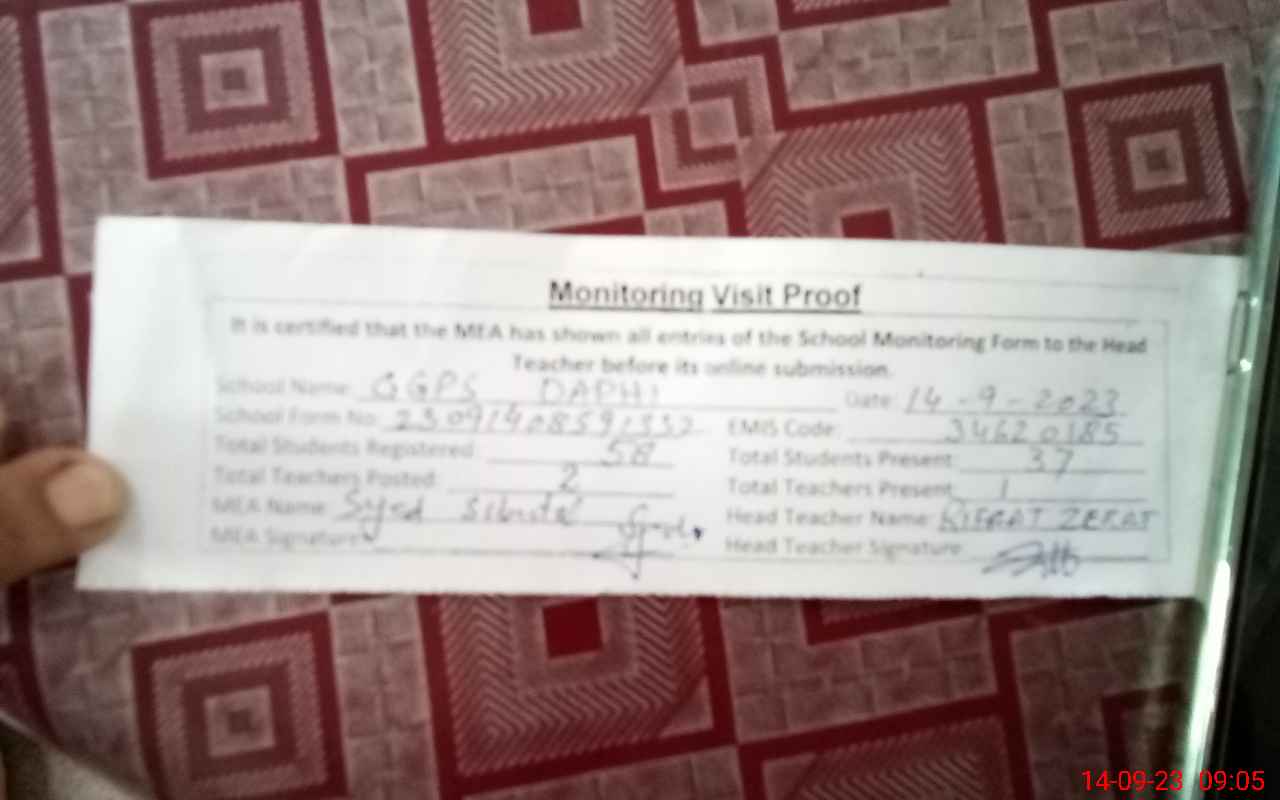 Monitoring Visit Proof
It is certified that the MEA has shown all entries of the School Monitoring Form to the Head
Teacher before its online submission.
School Name: GGPS DAPHI Date: 14-9-2023
School Form No: EMIS Code: 34620185
Total Students Registered: 58 Total Students Present: 37
Total Teachers Posted: 2 Total Teachers Present: 1
MEA Name: Syed Head Teacher Name:
MEA Signature: Head Teacher Signature:
14-09-23 09:05